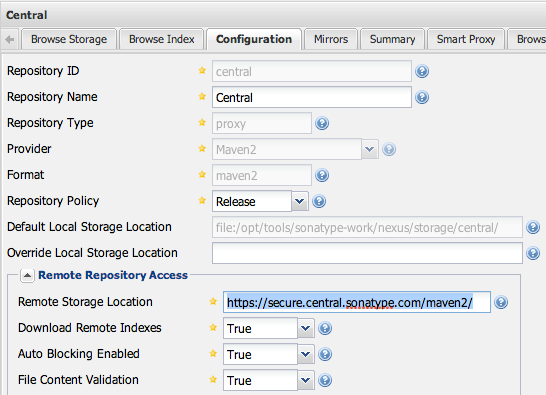 Central
Browse Storage Browse Index Configuration Mirrors Summary Smart Proxy Brows
Repository ID central
Repository Name Central
Repository Type proxy
Provider Maven2
Format maven2
Repository Policy Release
Default Local Storage Location file:/opt/tools/sonatype-work/nexus/storage/central/
Override Local Storage Location
Remote Repository Access
Remote Storage Location https://secure.central.sonatype.com/maven2/
Download Remote Indexes True
Auto Blocking Enabled True
File Content Validation True